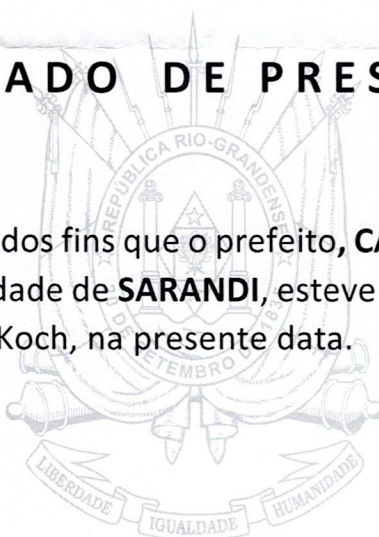 ADO DE PRES
REPÚBLICA RIO-GRANDENSE
dos fins que o prefeito, CA
dade de SARANDI, esteve
Koch, na presente data.
DE SETEMBRO
LIBERDADE IGUALDADE HUMANIDADE